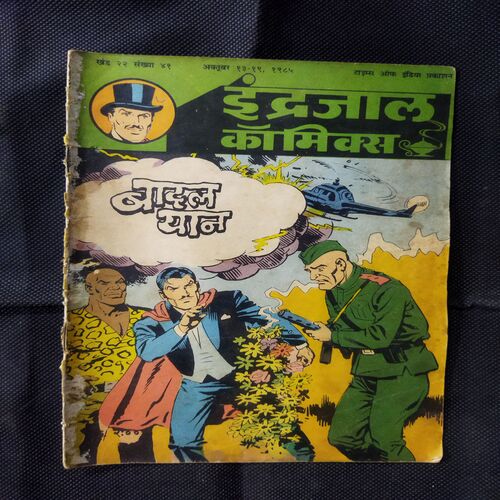 खंड २२ संख्या ४१
अक्तूबर १३-१९, १९८५
टाइम्स ऑफ इंडिया प्रकाशन
इंद्रजाल
कॉमिक्स
बादल
यान